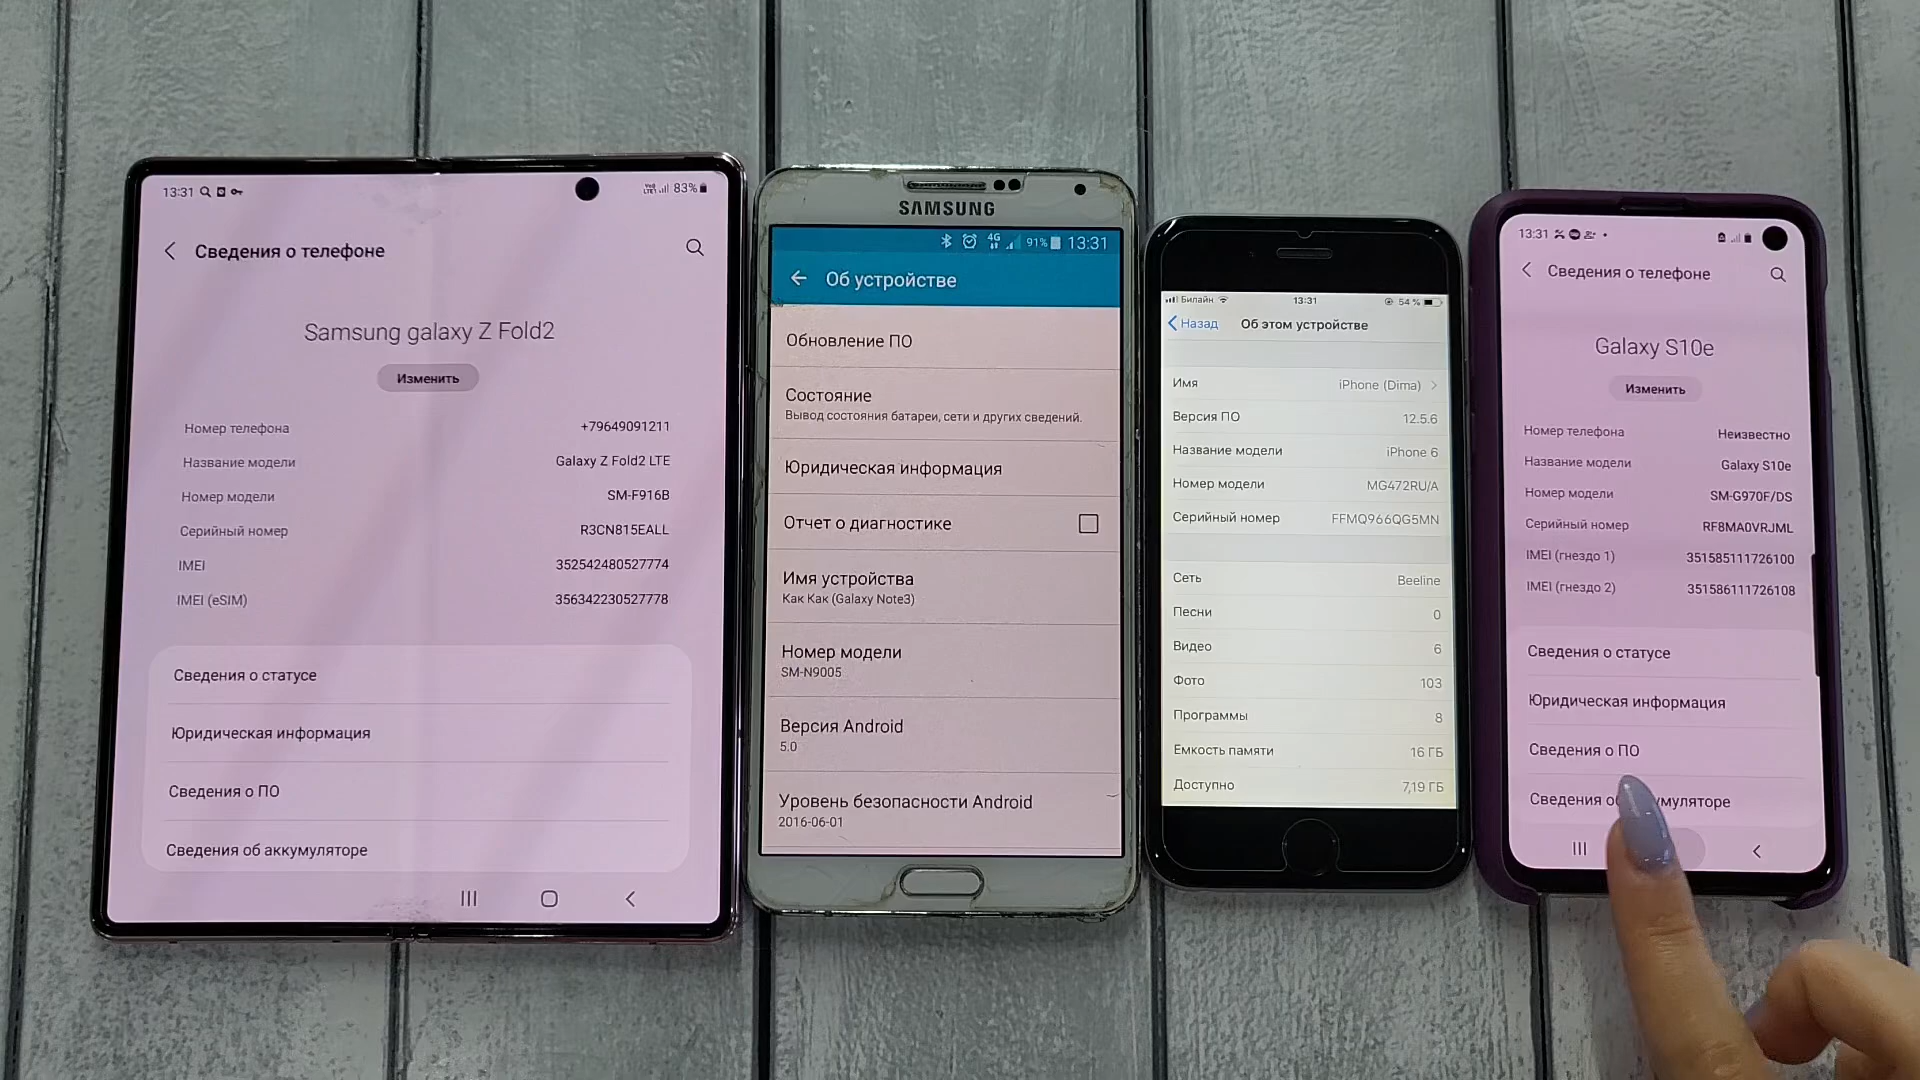 13:31
83%
Сведения о телефоне
Samsung galaxy Z Fold2
Изменить
Номер телефона +79649091211
Название модели Galaxy Z Fold2 LTE
Номер модели SM-F916B
Серийный номер R3CN815EALL
IMEI 352542480527774
IMEI (eSIM) 356342230527778
Сведения о статусе
Юридическая информация
Сведения о ПО
Сведения об аккумуляторе
SAMSUNG
4G 91% 13:31
Об устройстве
Обновление ПО
Состояние
Вывод состояния батареи, сети и других сведений.
Юридическая информация
Отчет о диагностике
Имя устройства
Как Как (Galaxy Note3)
Номер модели
SM-N9005
Версия Android
5.0
Уровень безопасности Android
2016-06-01
Билайн 13:31 54 %
Назад Об этом устройстве
Имя iPhone (Dima)
Версия ПО 12.5.6
Название модели iPhone 6
Номер модели MG472RU/A
Серийный номер FFMQ966QG5MN
Сеть Beeline
Песни 0
Видео 6
Фото 103
Программы 8
Емкость памяти 16 ГБ
Доступно 7,19 ГБ
13:31
Сведения о телефоне
Galaxy S10e
Изменить
Номер телефона Неизвестно
Название модели Galaxy S10e
Номер модели SM-G970F/DS
Серийный номер RF8MA0VRJML
IMEI (гнездо 1) 351585111726100
IMEI (гнездо 2) 351586111726108
Сведения о статусе
Юридическая информация
Сведения о ПО
Сведения